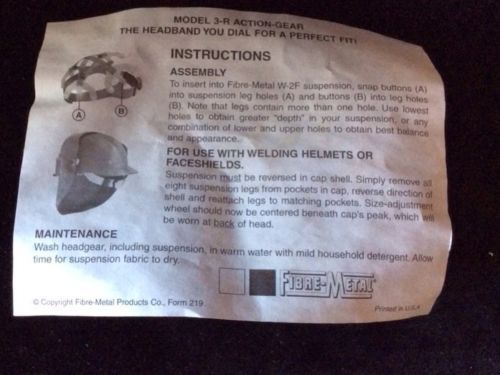 MODEL 3-R ACTION-GEAR
THE HEADBAND YOU DIAL FOR A PERFECT FIT!
INSTRUCTIONS
ASSEMBLY
To insert into Fibre-Metal W-2F suspension, snap buttons (A)
into suspension leg holes (A) and buttons (B) into leg holes
(B). Note that legs contain more than one hole. Use lowest
holes to obtain greater "depth" in your suspension, or any
combination of lower and upper holes to obtain best balance
and appearance.
A
B
FOR USE WITH WELDING HELMETS OR
FACESHIELDS.
Suspension must be reversed in cap shell. Simply remove all
eight suspension legs from pockets in cap, reverse direction of
shell and reattach legs to matching pockets. Size-adjustment
wheel should now be centered beneath cap's peak, which will
be worn at back of head.
MAINTENANCE
Wash headgear, including suspension, in warm water with mild household detergent. Allow
time for suspension fabric to dry.
FIBRE-METAL
© Copyright Fibre-Metal Products Co., Form 219
Printed in U.S.A